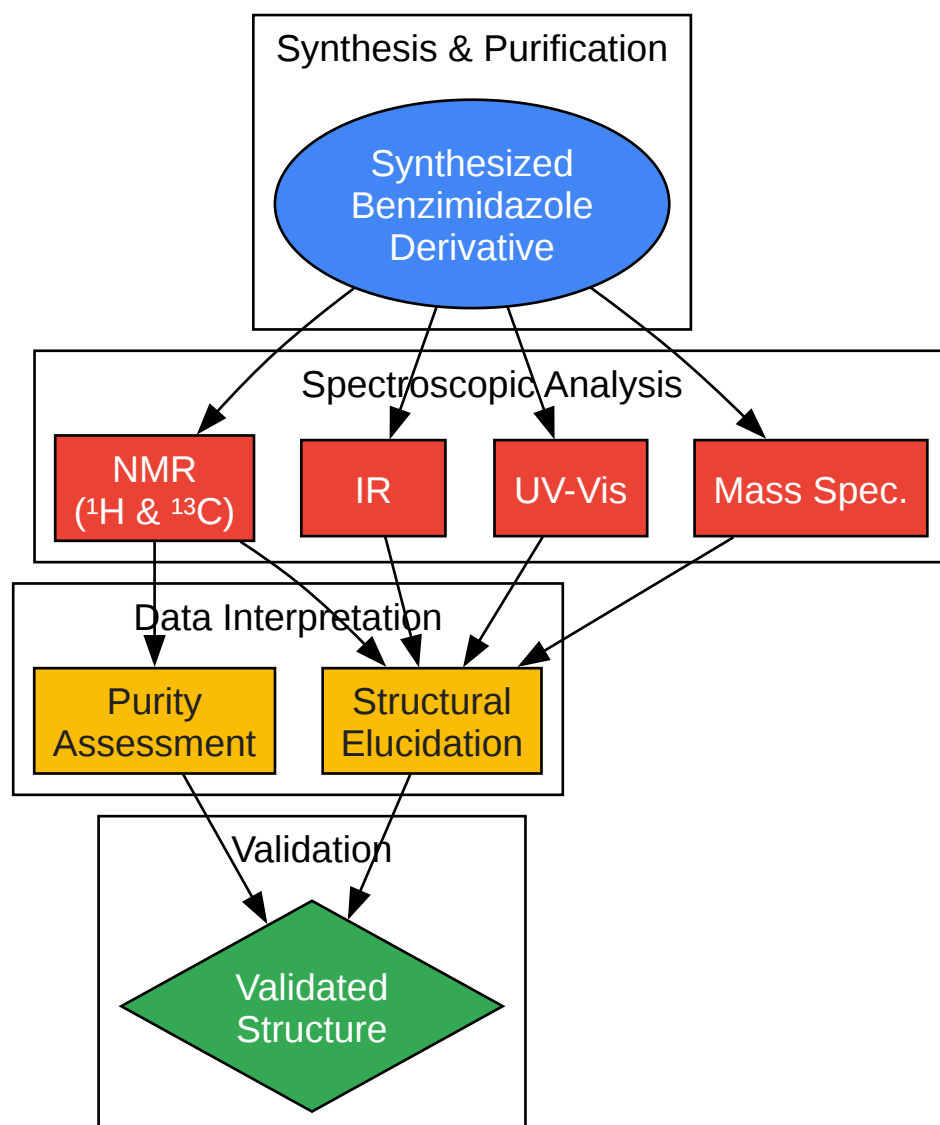 Synthesis & Purification
Synthesized
Benzimidazole
Derivative
Spectroscopic Analysis
NMR
(¹H & ¹³C)
IR
UV-Vis
Mass Spec.
Data Interpretation
Purity
Assessment
Structural
Elucidation
Validation
Validated
Structure